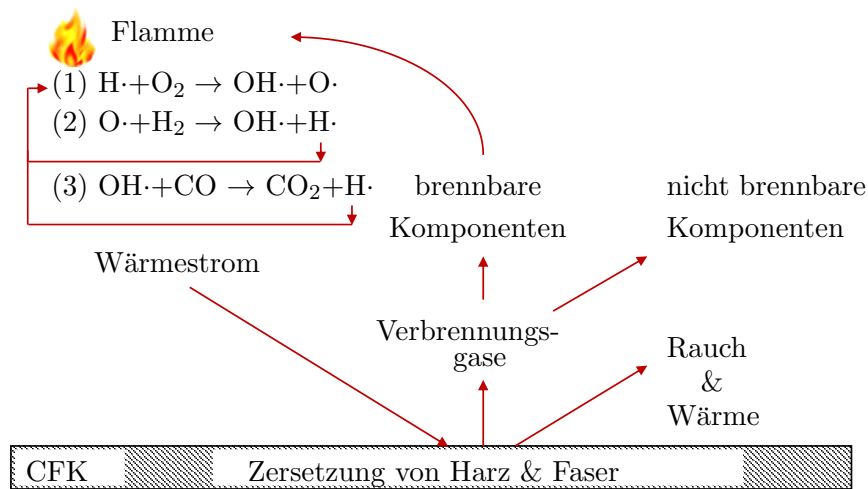 Flamme
(1) H·+O₂ → OH·+O·
(2) O·+H₂ → OH·+H·
(3) OH·+CO → CO₂+H·
brennbare
Komponenten
nicht brennbare
Komponenten
Wärmestrom
Verbrennungs-
gase
Rauch
&
Wärme
CFK
Zersetzung von Harz & Faser